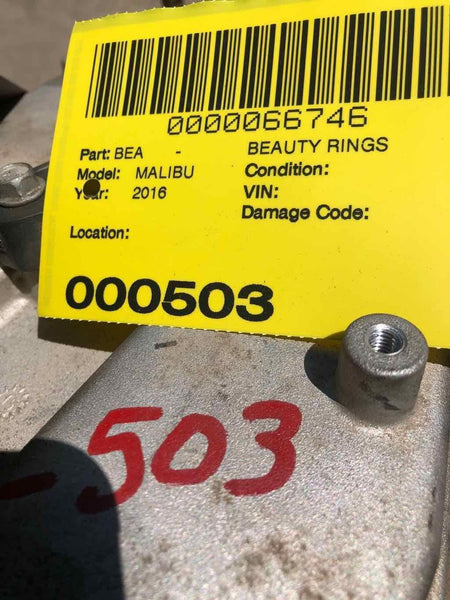 0000066746
Part: BEA - BEAUTY RINGS
Model: MALIBU Condition:
Year: 2016 VIN:
Damage Code:
Location:
000503
-503